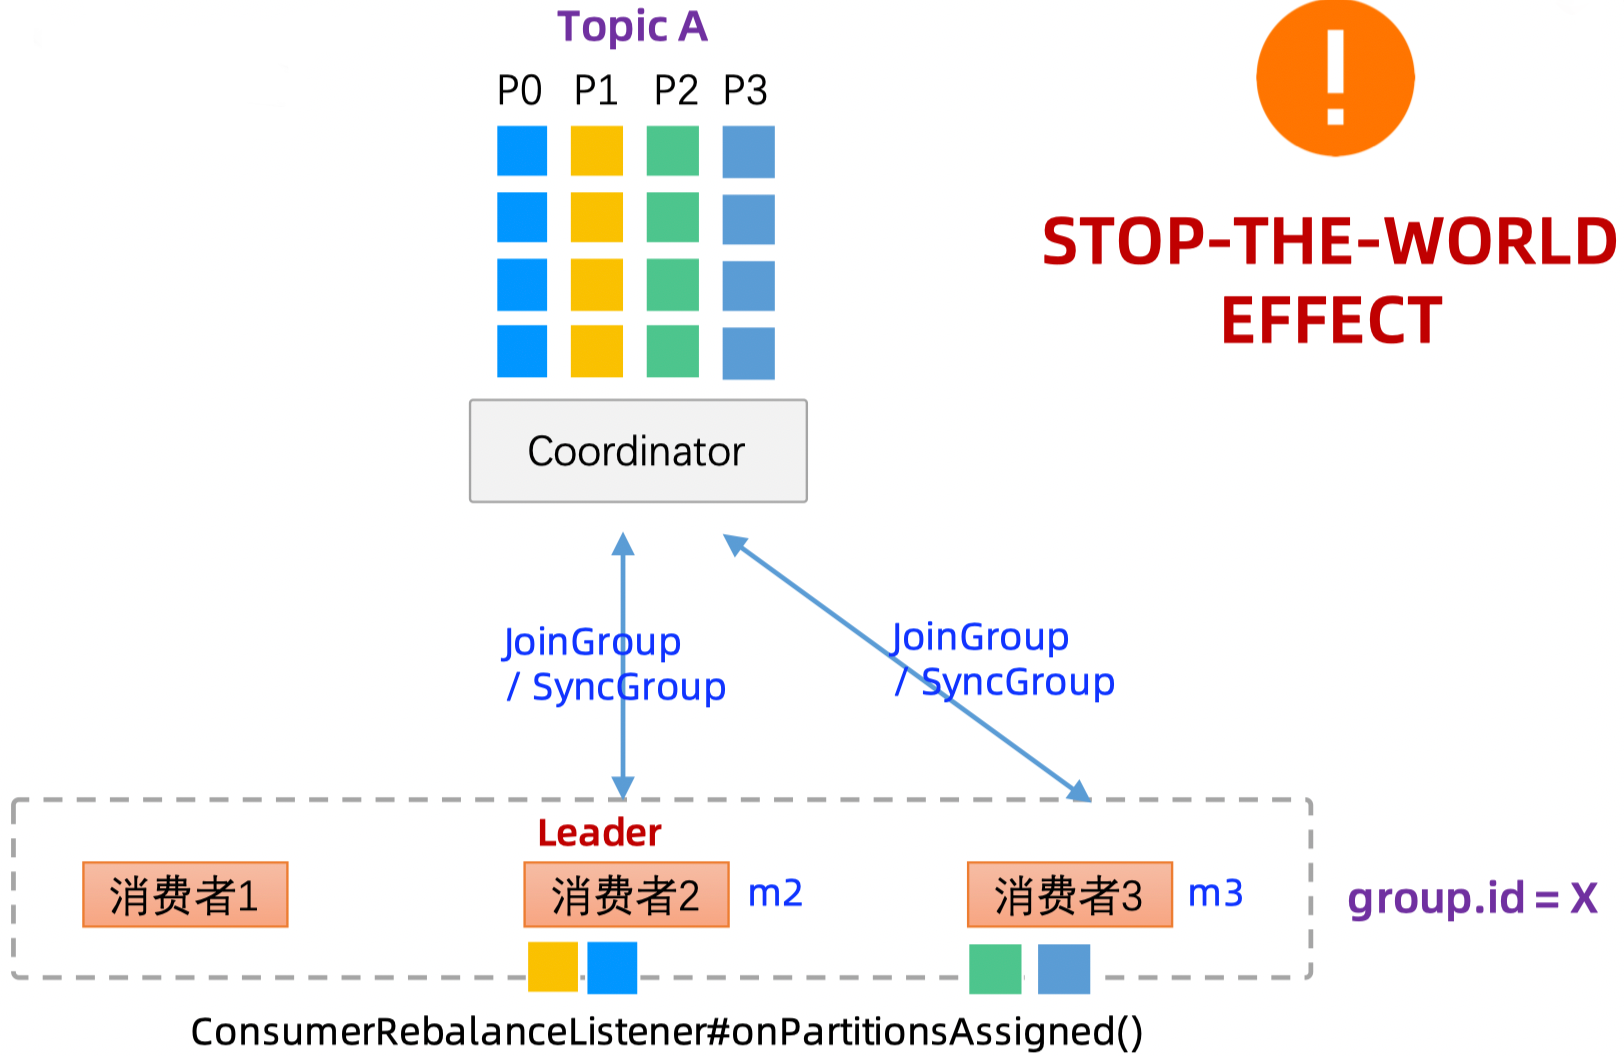 Topic A
P0 P1 P2 P3
!
STOP-THE-WORLD
EFFECT
Coordinator
JoinGroup
/ SyncGroup
JoinGroup
/ SyncGroup
Leader
消费者1
消费者2 m2
消费者3 m3
group.id = X
ConsumerRebalanceListener#onPartitionsAssigned()